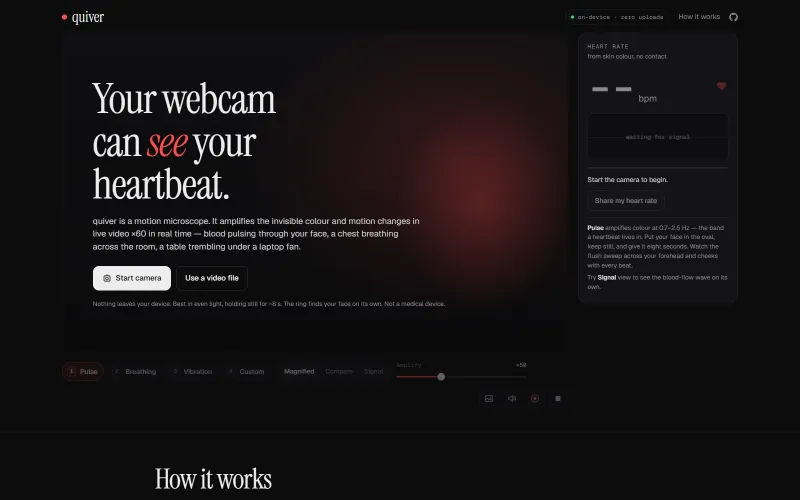 quiver
on-device · zero uploads
How it works
Your webcam
can see your
heartbeat.
quiver is a motion microscope. It amplifies the invisible colour and motion changes in
live video ×60 in real time — blood pulsing through your face, a chest breathing
across the room, a table trembling under a laptop fan.
Start camera
Use a video file
Nothing leaves your device. Best in even light, holding still for ~8 s. The ring finds your face on its own. Not a medical device.
HEART RATE
from skin colour, no contact
-- bpm
waiting for signal
Start the camera to begin.
Share my heart rate
Pulse amplifies colour at 0.7–2.5 Hz — the band
a heartbeat lives in. Put your face in the oval,
keep still, and give it eight seconds. Watch the
flush sweep across your forehead and cheeks
with every beat.
Try Signal view to see the blood-flow wave on its
own.
1 Pulse
2 Breathing
3 Vibration
4 Custom
Magnified
Compare
Signal
Amplify
×50
How it works